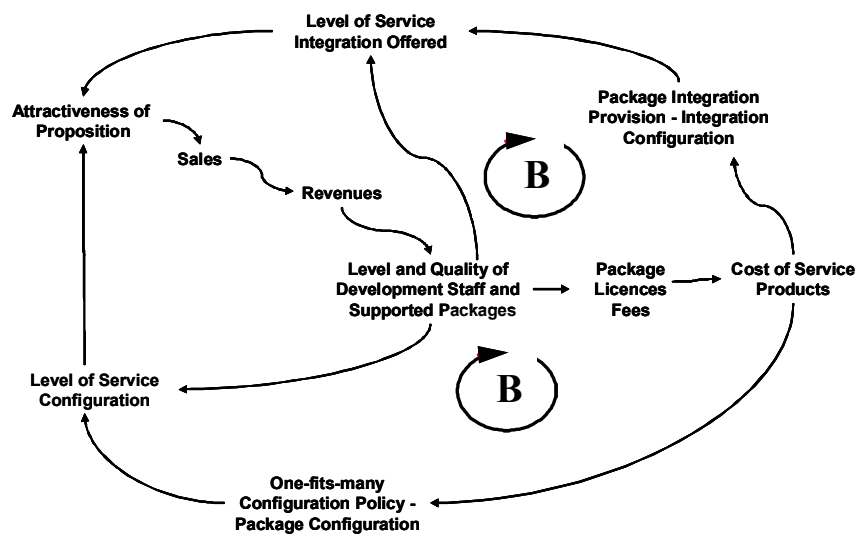 Level of Service
Integration Offered
Attractiveness of
Proposition
Package Integration
Provision - Integration
Configuration
Sales
B
Revenues
Level and Quality of
Development Staff and
Supported Packages
Package
Licences
Fees
Cost of Service
Products
Level of Service
Configuration
B
One-fits-many
Configuration Policy -
Package Configuration